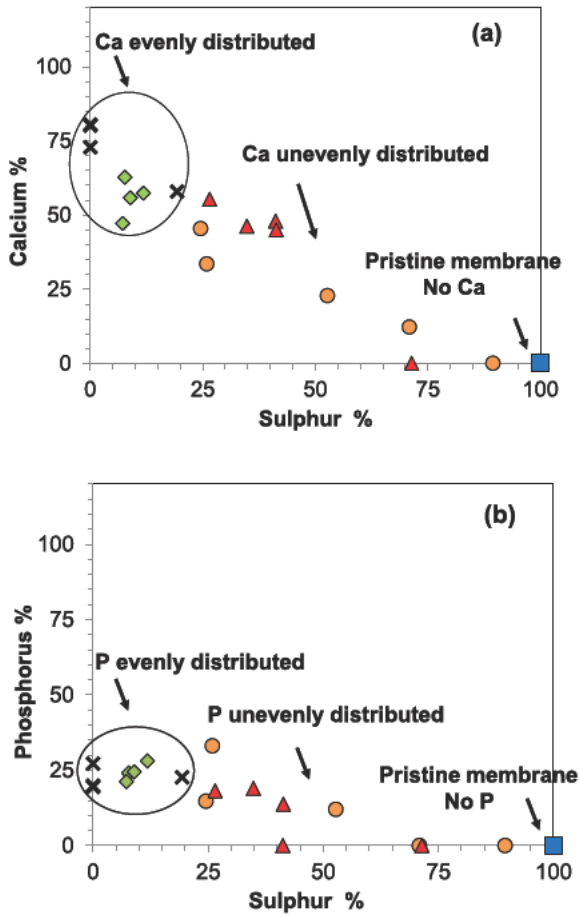 (a)
Ca evenly distributed
100
Ca unevenly distributed
75
Calcium %
50
Pristine membrane
No Ca
25
0
0 25 50 75 100
Sulphur %
(b)
100
Phosphorus %
75
P evenly distributed
50
P unevenly distributed
25
Pristine membrane
No P
0
0 25 50 75 100
Sulphur %